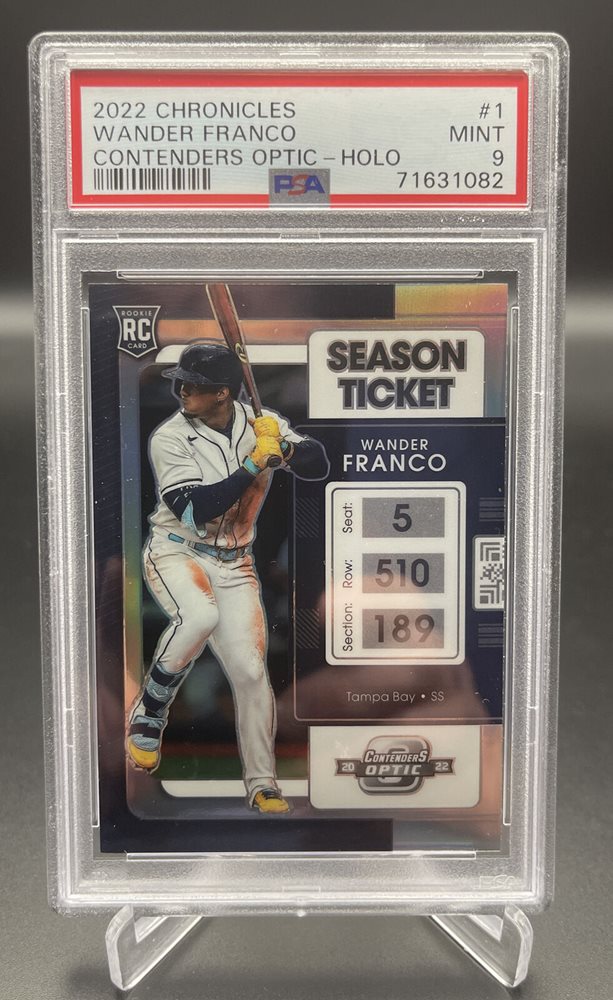 2022 CHRONICLES #1
WANDER FRANCO MINT
CONTENDERS OPTIC – HOLO 9
PSA 71631082
ROOKIE
RC
CARD
SEASON
TICKET
WANDER
FRANCO
Seat: 5
Row: 510
Section: 189
Tampa Bay • SS
CONTENDERS
20 OPTIC 22